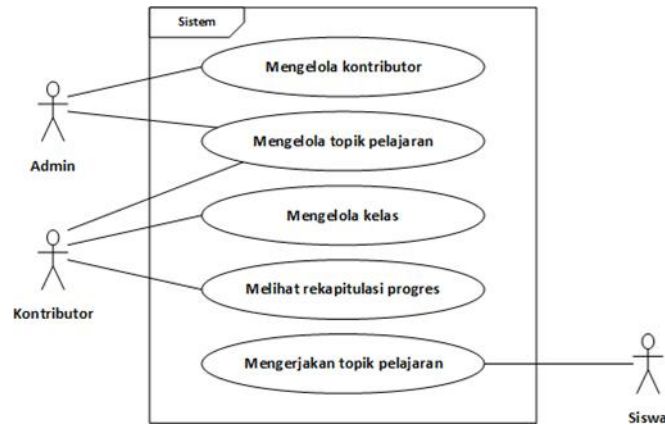 Sistem
Mengelola kontributor
Mengelola topik pelajaran
Admin
Mengelola kelas
Melihat rekapitulasi progres
Kontributor
Mengerjakan topik pelajaran
Siswa